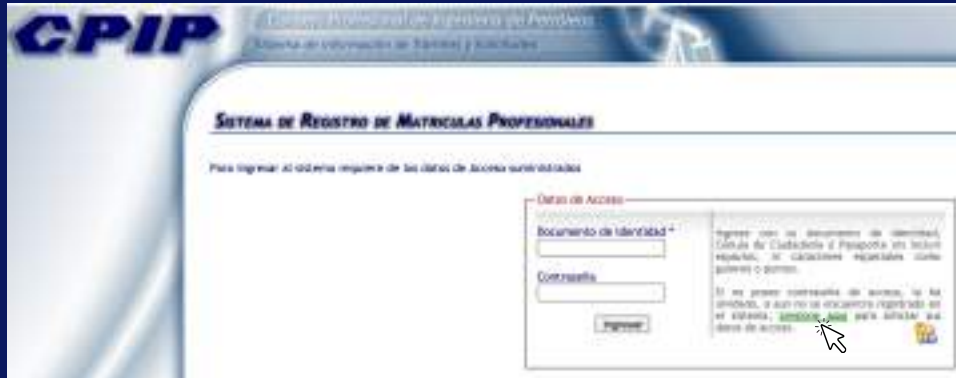 CPIP
Consejo Profesional de Ingeniería de Petróleos
Sistema de información de Trámites y Solicitudes
SISTEMA DE REGISTRO DE MATRICULAS PROFESIONALES
Para ingresar al sistema requiere de los datos de Acceso suministrados
Datos de Acceso
Documento de Identidad *
Contraseña
Ingresar
Ingrese con su documento de identidad,
Cédula de Ciudadanía o Pasaporte sin incluir
espacios, ni caracteres especiales como
guiones o puntos.
Si no posee contraseña de acceso, la ha
olvidado, o aun no se encuentra registrado en
el sistema, presione aquí para solicitar sus
datos de acceso.